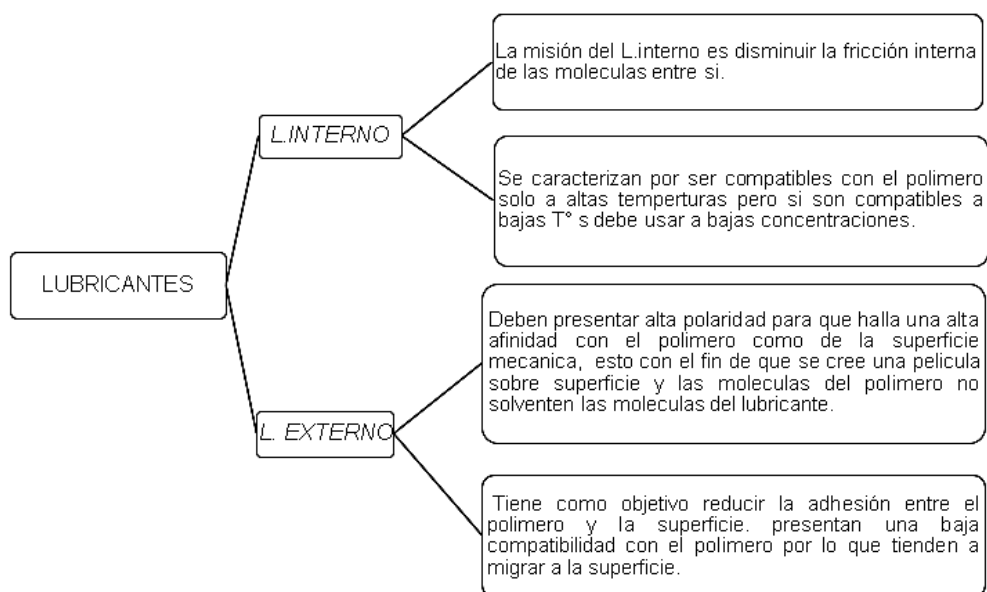 La misión del L.interno es disminuir la fricción interna
de las moleculas entre si.
L.INTERNO
Se caracterizan por ser compatibles con el polimero
solo a altas temperturas pero si son compatibles a
bajas T° s debe usar a bajas concentraciones.
LUBRICANTES
Deben presentar alta polaridad para que halla una alta
afinidad con el polimero como de la superficie
mecanica, esto con el fin de que se cree una pelicula
sobre superficie y las moleculas del polimero no
solventen las moleculas del lubricante.
L. EXTERNO
Tiene como objetivo reducir la adhesión entre el
polimero y la superficie. presentan una baja
compatibilidad con el polimero por lo que tienden a
migrar a la superficie.